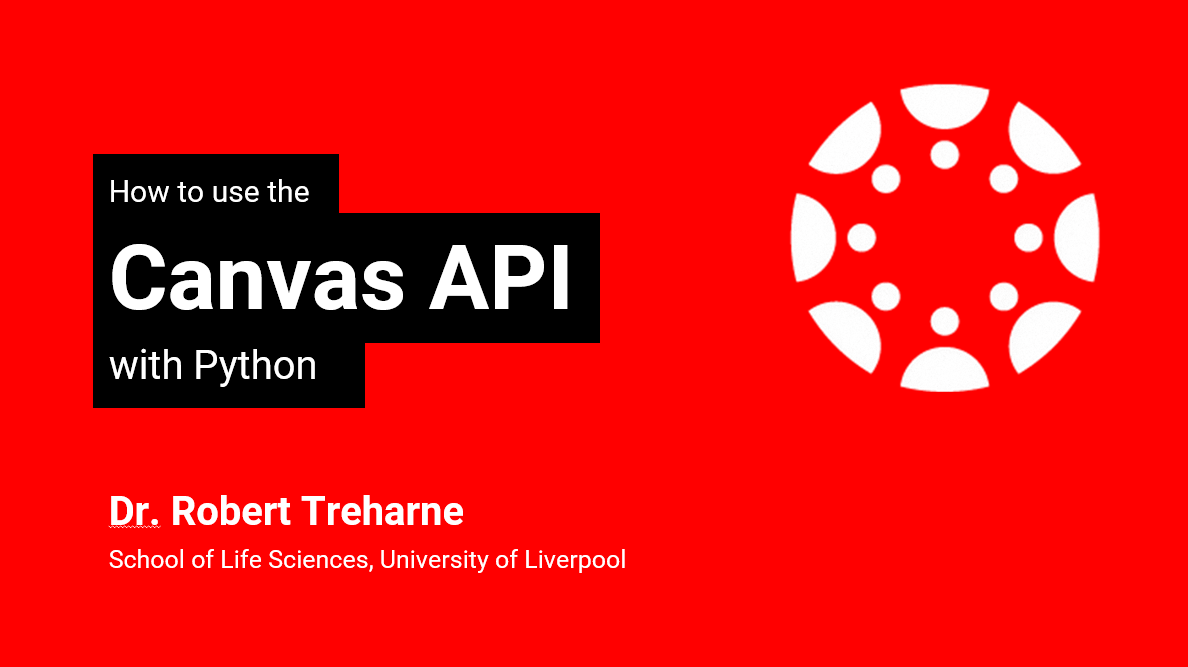 How to use the
Canvas API
with Python
Dr. Robert Treharne
School of Life Sciences, University of Liverpool